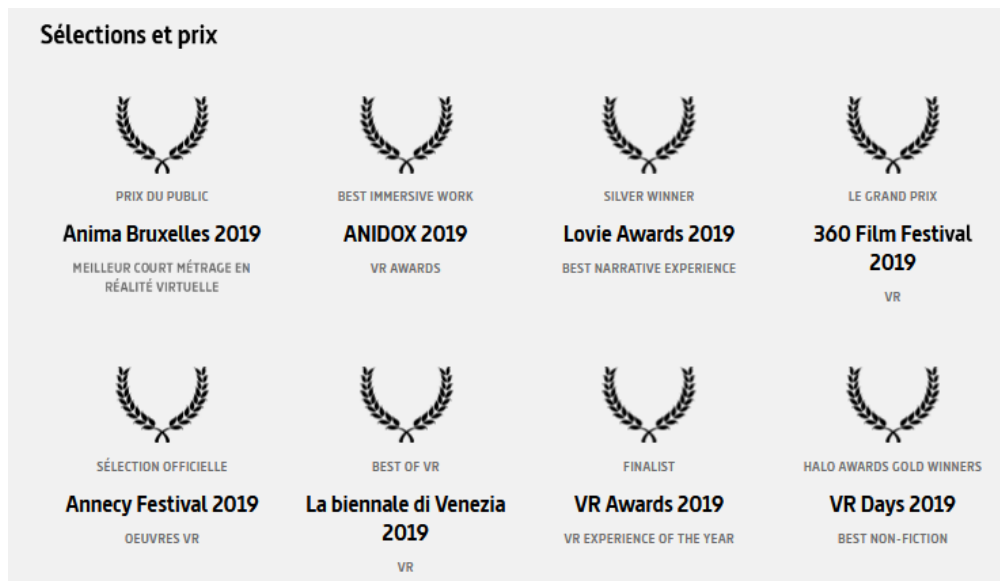 Sélections et prix
PRIX DU PUBLIC
Anima Bruxelles 2019
MEILLEUR COURT MÉTRAGE EN
RÉALITÉ VIRTUELLE
BEST IMMERSIVE WORK
ANIDOX 2019
VR AWARDS
SILVER WINNER
Lovie Awards 2019
BEST NARRATIVE EXPERIENCE
LE GRAND PRIX
360 Film Festival
2019
VR
SÉLECTION OFFICIELLE
Annecy Festival 2019
OEUVRES VR
BEST OF VR
La biennale di Venezia
2019
VR
FINALIST
VR Awards 2019
VR EXPERIENCE OF THE YEAR
HALO AWARDS GOLD WINNERS
VR Days 2019
BEST NON-FICTION